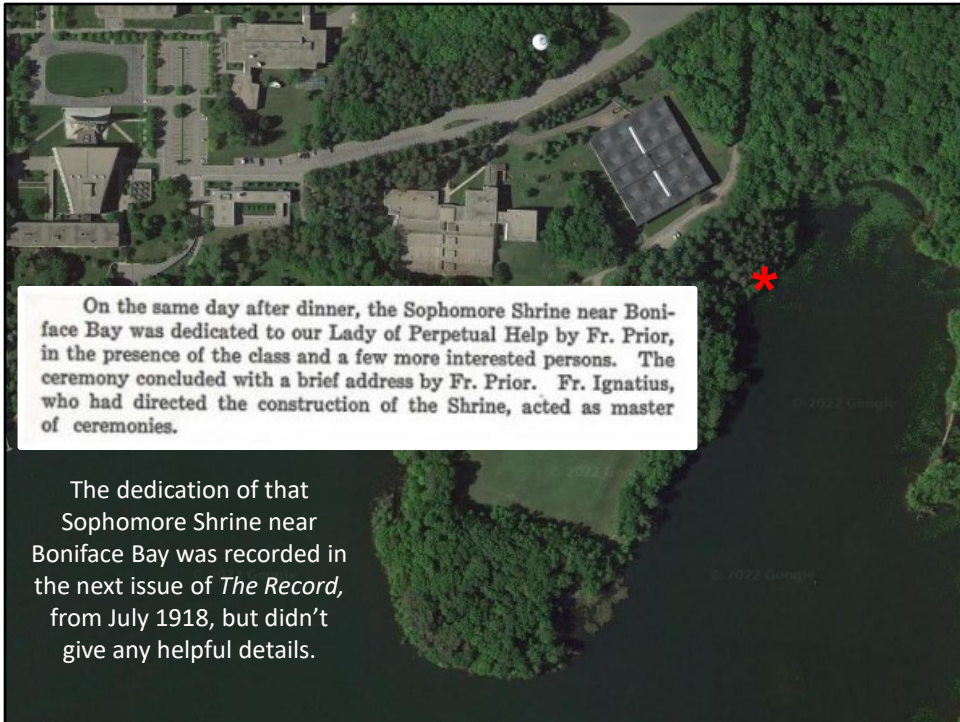 On the same day after dinner, the Sophomore Shrine near Boni-
face Bay was dedicated to our Lady of Perpetual Help by Fr. Prior,
in the presence of the class and a few more interested persons. The
ceremony concluded with a brief address by Fr. Prior. Fr. Ignatius,
who had directed the construction of the Shrine, acted as master
of ceremonies.
*
© 2022 Google
The dedication of that
Sophomore Shrine near
Boniface Bay was recorded in
the next issue of The Record,
from July 1918, but didn’t
give any helpful details.
© 2022 Google